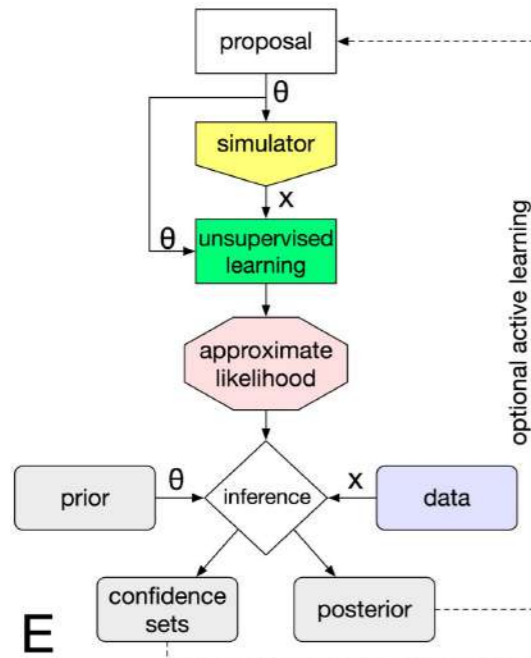 proposal
θ
simulator
x
θ
unsupervised
learning
approximate
likelihood
optional active learning
prior
θ
inference
x
data
confidence
sets
posterior
E